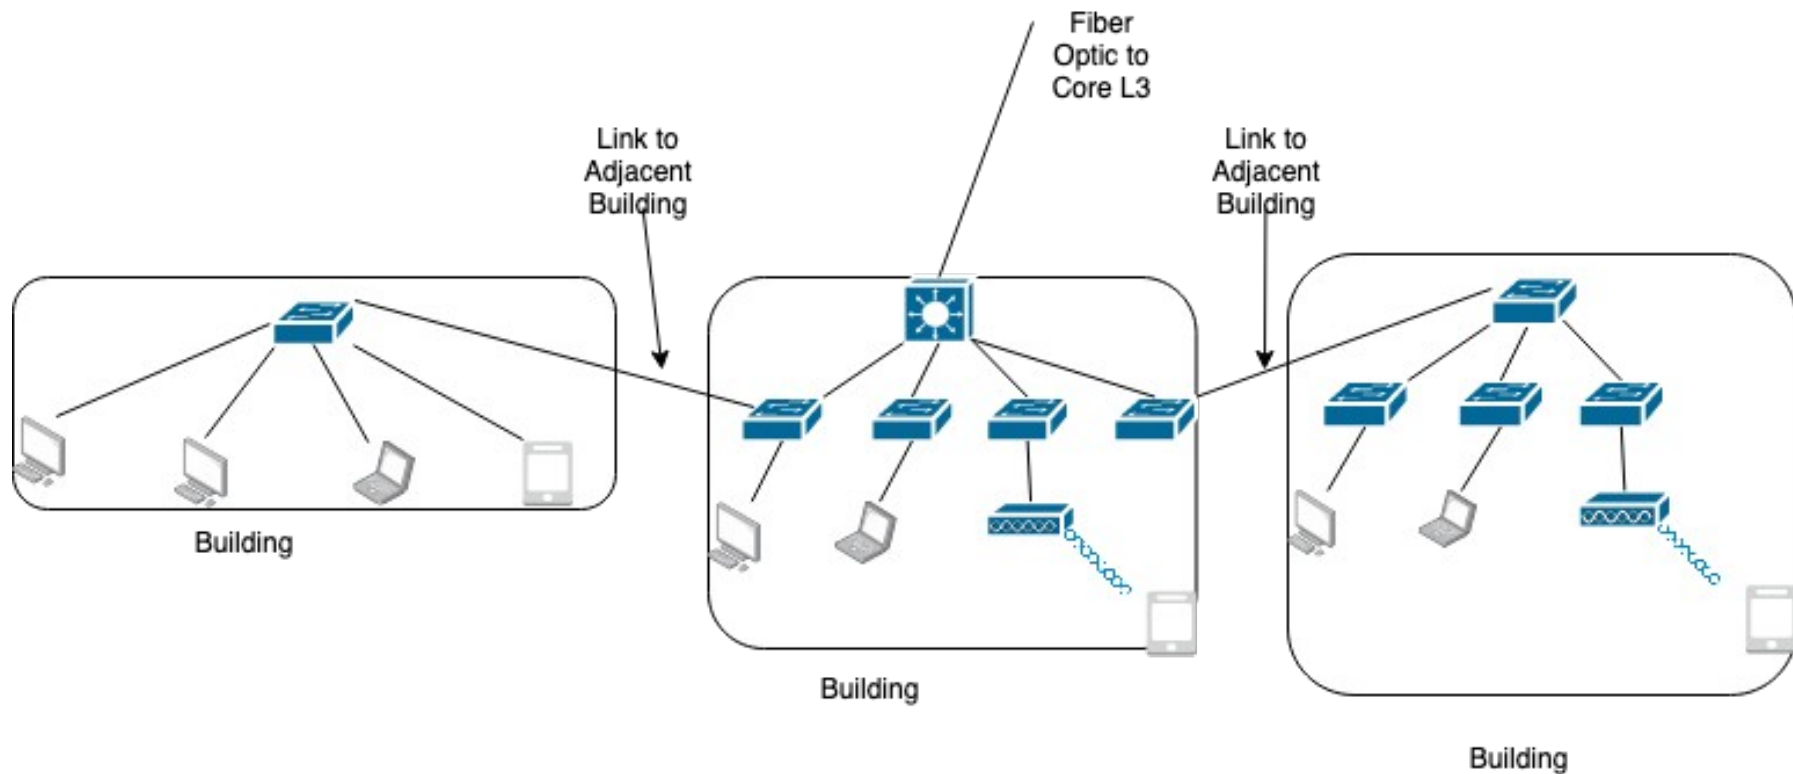 Fiber
Optic to
Core L3
Link to
Adjacent
Building
Link to
Adjacent
Building
Building
Building
Building